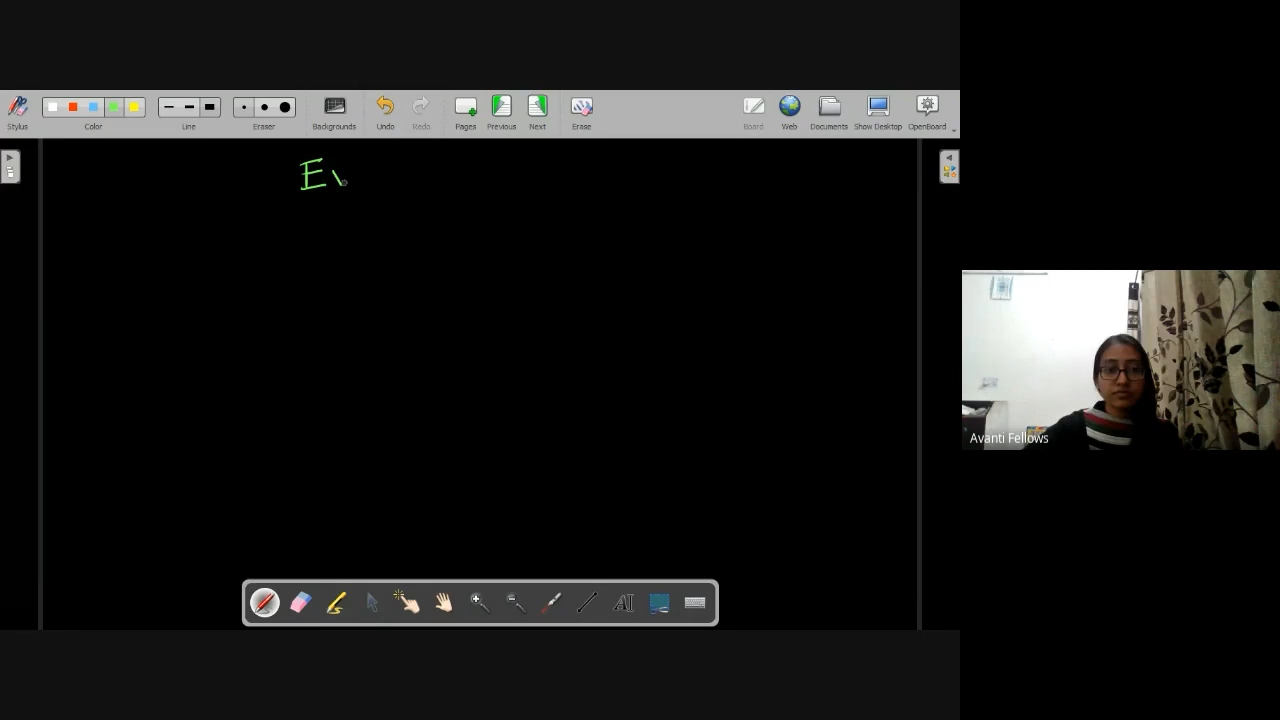 Stylus Color Line Eraser Backgrounds Undo Redo Pages Previous Next Erase Board Web Documents Show Desktop OpenBoard
E
Avanti Fellows
AI